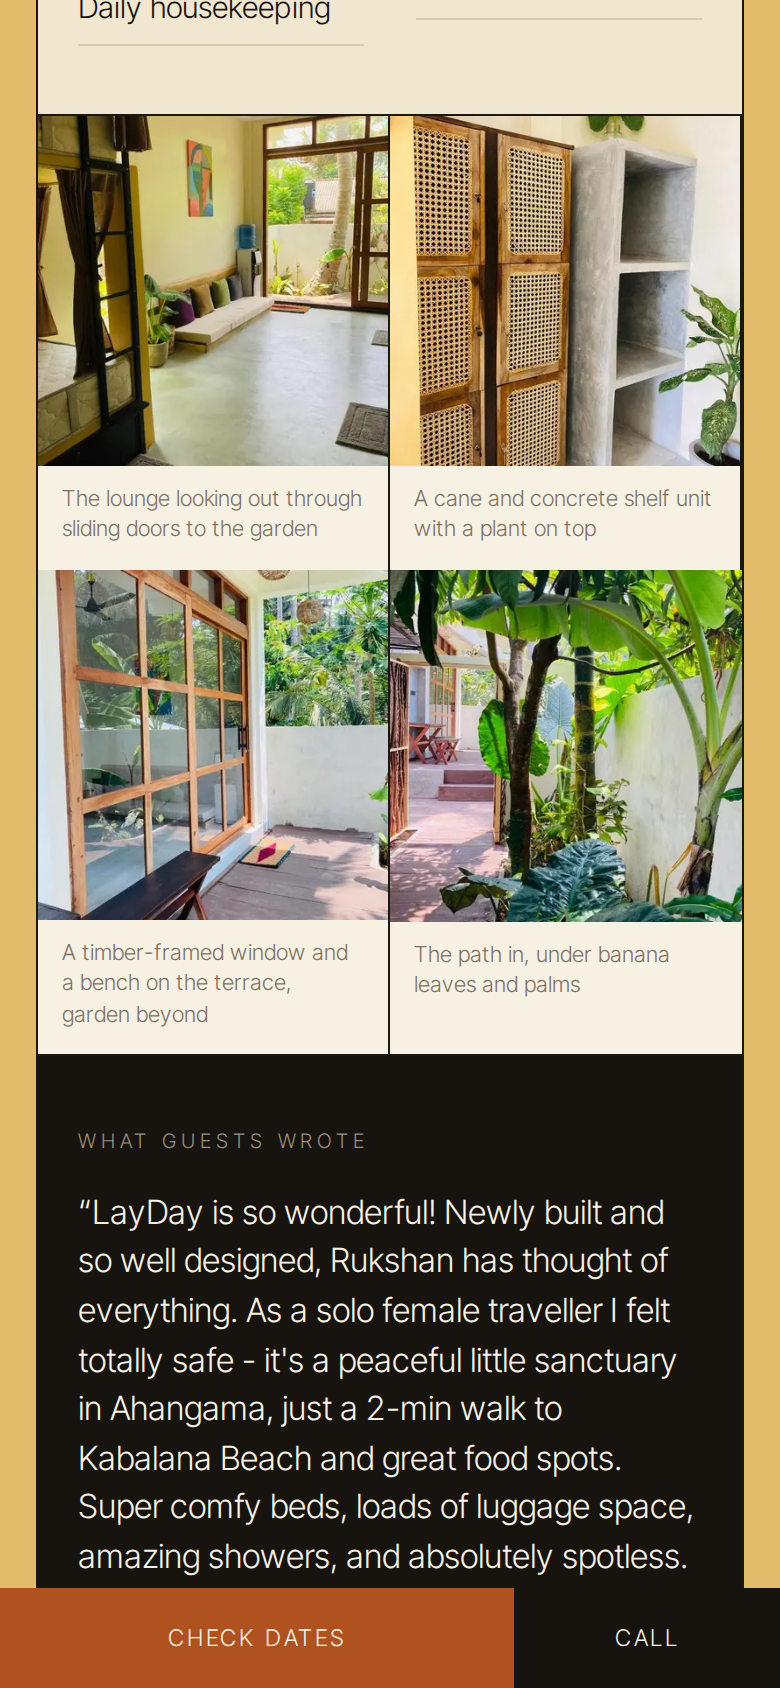 Daily housekeeping
The lounge looking out through
sliding doors to the garden
A cane and concrete shelf unit
with a plant on top
A timber-framed window and
a bench on the terrace,
garden beyond
The path in, under banana
leaves and palms
WHAT GUESTS WROTE
“LayDay is so wonderful! Newly built and
so well designed, Rukshan has thought of
everything. As a solo female traveller I felt
totally safe - it's a peaceful little sanctuary
in Ahangama, just a 2-min walk to
Kabalana Beach and great food spots.
Super comfy beds, loads of luggage space,
amazing showers, and absolutely spotless.
CHECK DATES
CALL